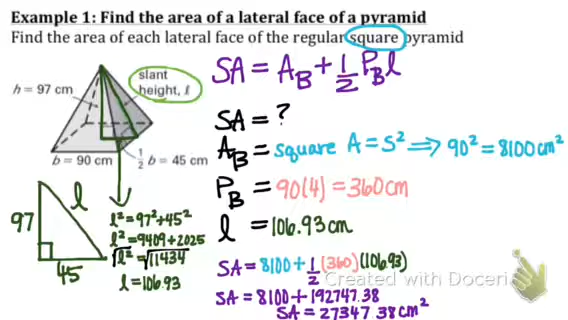 Example 1: Find the area of a lateral face of a pyramid
Find the area of each lateral face of the regular square pyramid
SA = A_B + 1/2 P_B l
slant
height, ℓ
h = 97 cm
b = 90 cm
1/2 b = 45 cm
SA = ?
A_B = square A = s² ⟹ 90² = 8100 cm²
P_B = 90(4) = 360 cm
l = 106.93 cm
97
l
45
l² = 97² + 45²
l² = 9409 + 2025
√l² = √11434
l = 106.93
SA = 8100 + 1/2 (360)(106.93)
SA = 8100 + 192747.38
SA = 27347.38 cm²
Created with Doceri